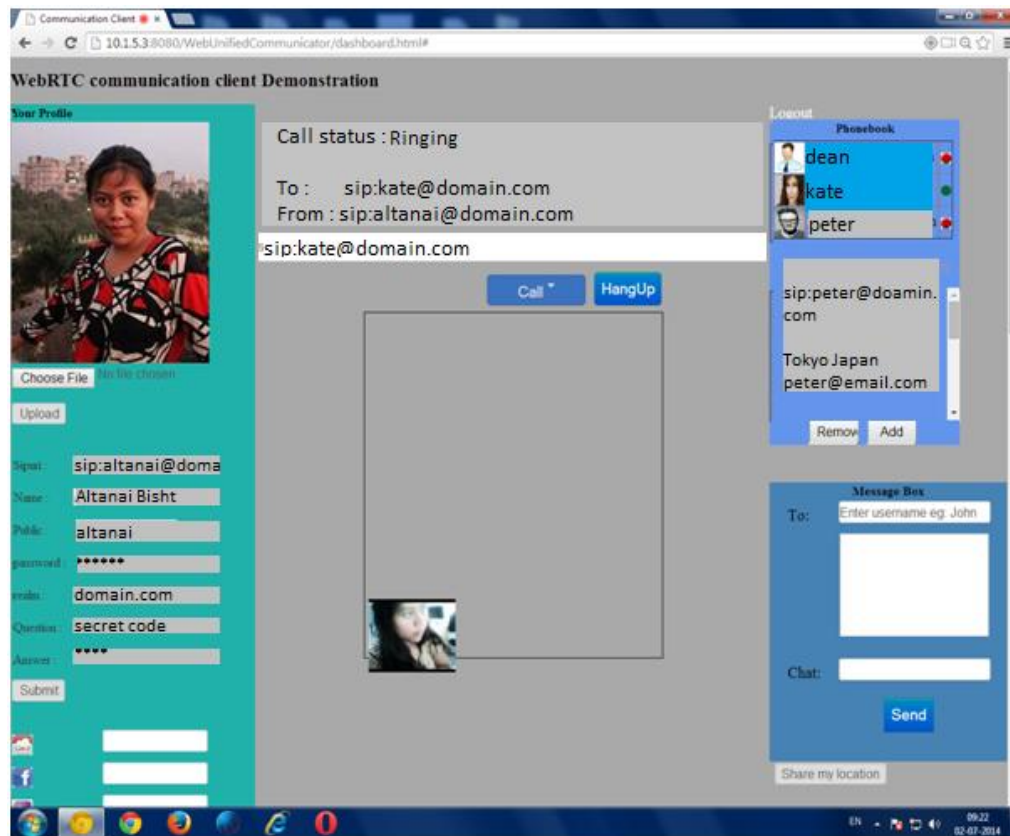 Communication Client
10.1.5.3:8080/WebUnifiedCommunicator/dashboard.html#
WebRTC communication client Demonstration
Your Profile
Choose File No file chosen
Upload
sip:altanai@doma
Name : Altanai Bisht
Public altanai
password : ******
realm : domain.com
Question : secret code
Answer : ****
Submit
Call status : Ringing
To : sip:kate@domain.com
From : sip:altanai@domain.com
sip:kate@domain.com
Call HangUp
Logout
Phonebook
dean
kate
peter
sip:peter@doamin.
com
Tokyo Japan
peter@email.com
Remov Add
Message Box
To: Enter username eg: John
Chat:
Send
Share my location
EN 09:22
02-07-2014